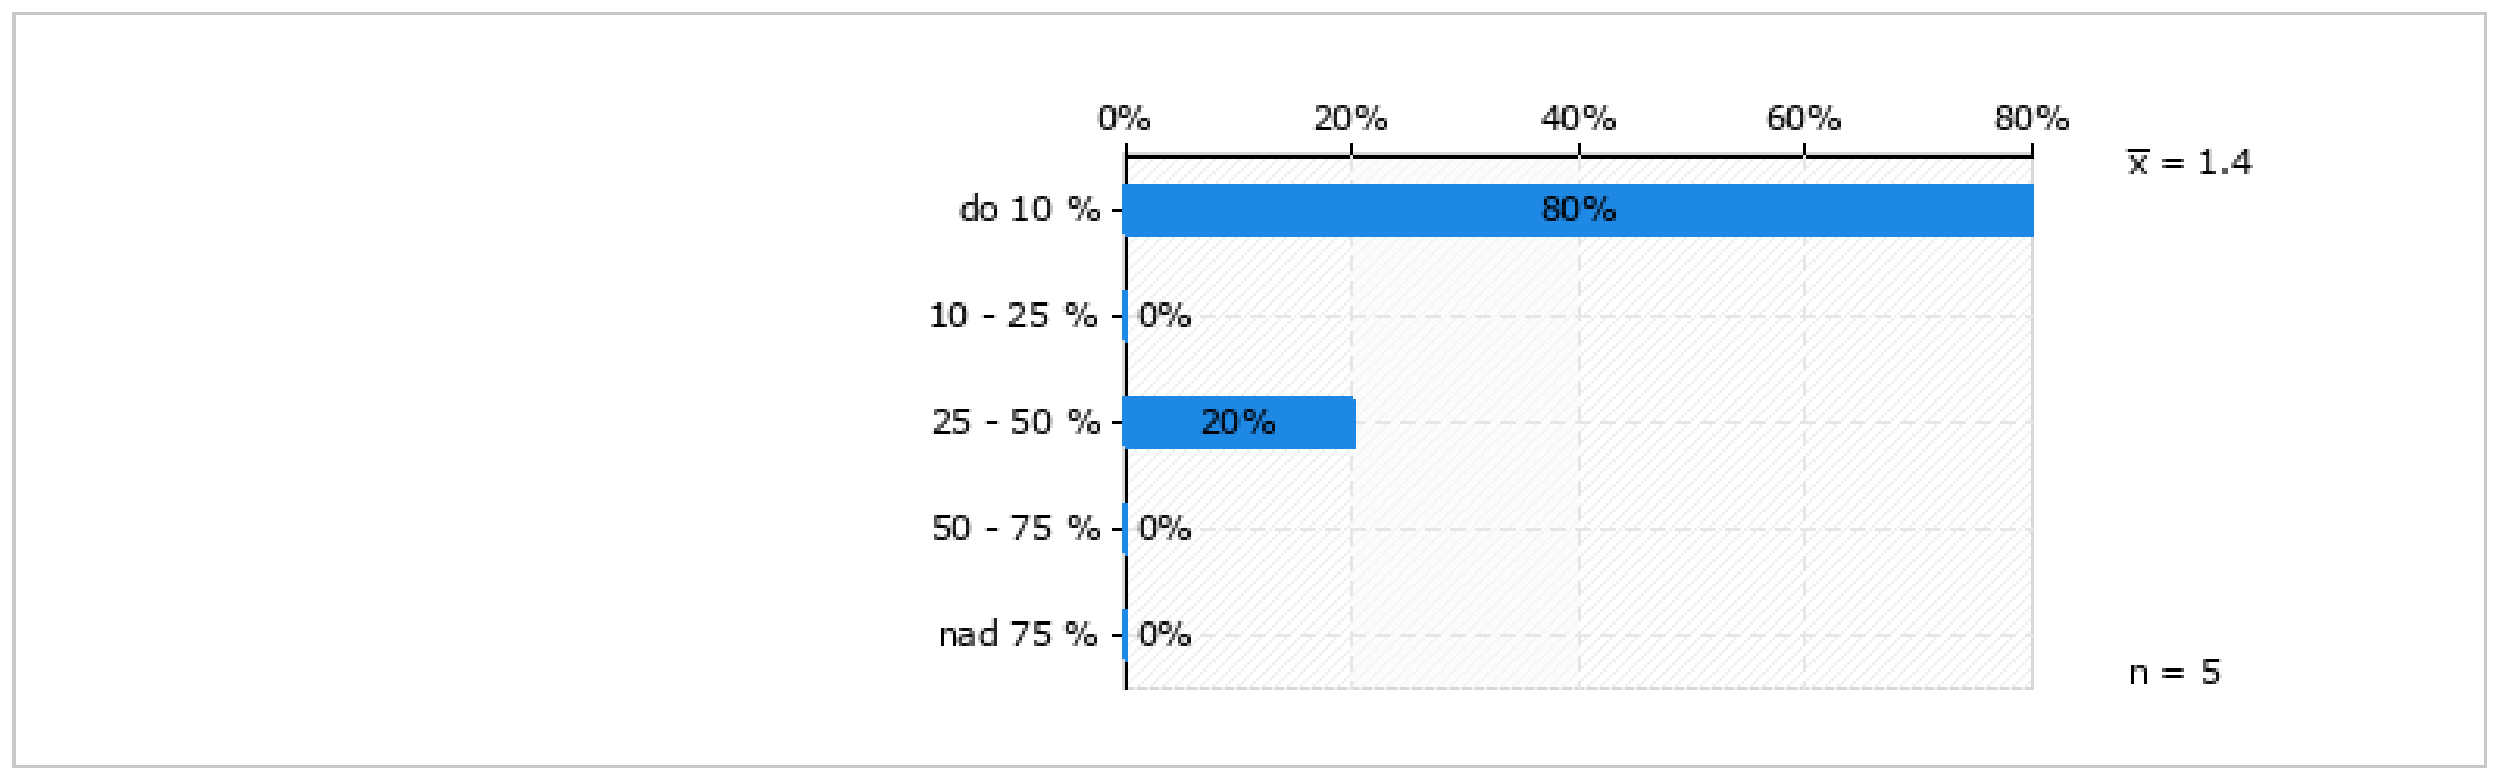 0% 20% 40% 60% 80%
x̅ = 1.4
do 10 % 80%
10 - 25 % 0%
25 - 50 % 20%
50 - 75 % 0%
nad 75 % 0%
n = 5